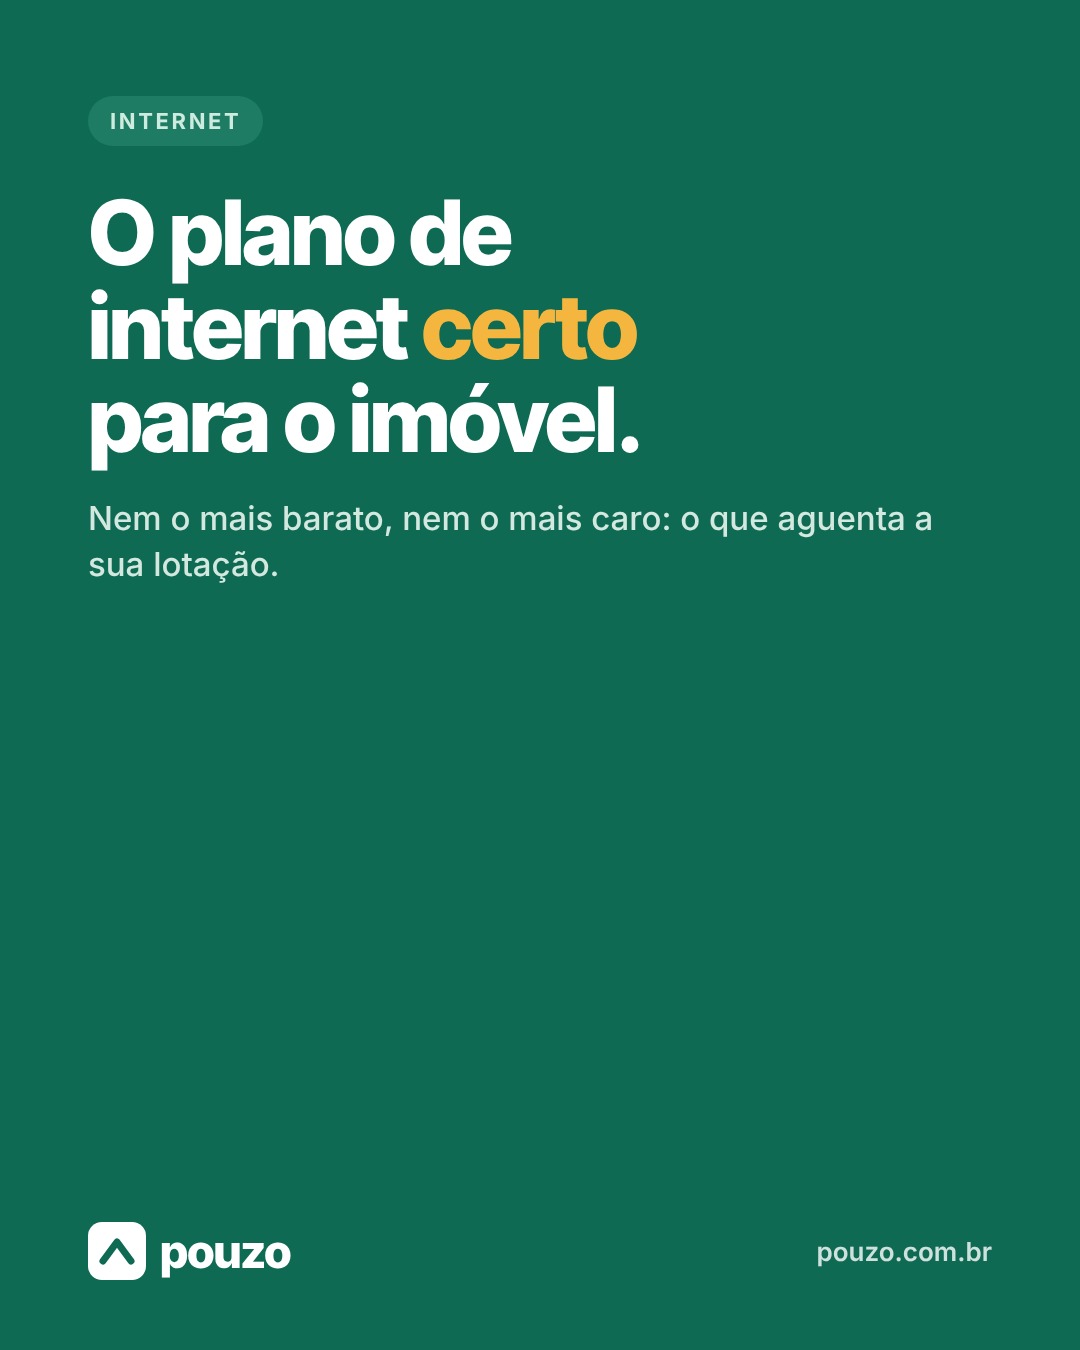 INTERNET
O plano de
internet certo
para o imóvel.
Nem o mais barato, nem o mais caro: o que aguenta a
sua lotação.
pouzo
pouzo.com.br